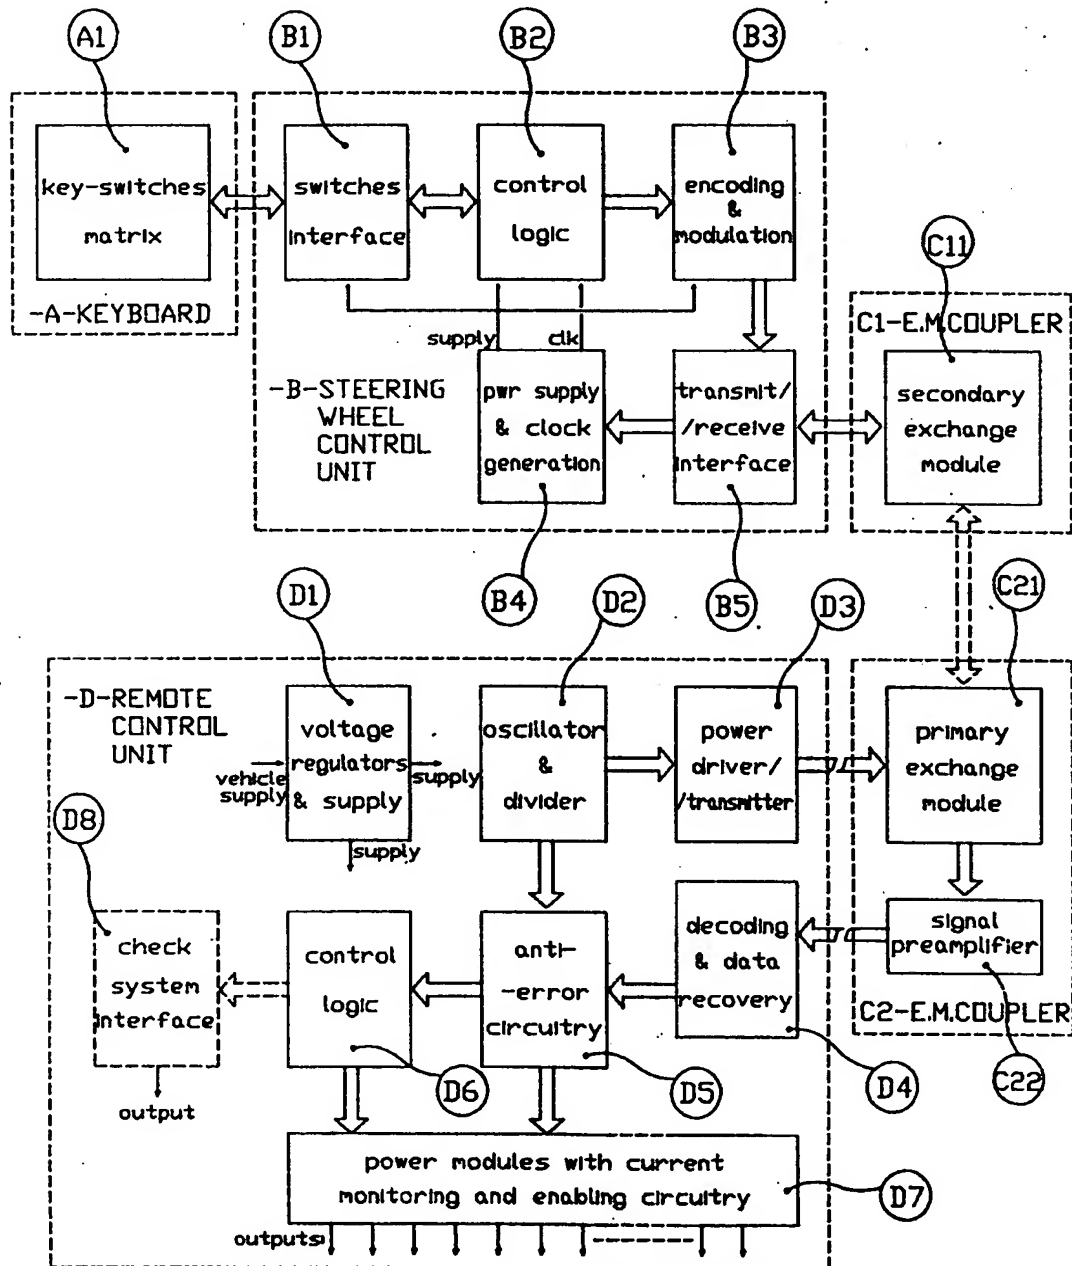 A1
B1
B2
B3
key-switches
matrix
switches
interface
control
logic
encoding
&
modulation
C11
-A-KEYBOARD
supply
clk
C1-E.M.COUPLER
-B-STEERING
WHEEL
CONTROL
UNIT
pwr supply
& clock
generation
transmit/
/receive
interface
secondary
exchange
module
D1
B4
D2
B5
D3
C21
-D-REMOTE
CONTROL
UNIT
voltage
regulators
& supply
vehicle
supply
supply
supply
oscillator
&
divider
power
driver/
/transmitter
primary
exchange
module
D8
check
system
interface
output
control
logic
anti-
-error
circuitry
decoding
& data
recovery
signal
preamplifier
C2-E.M.COUPLER
D6
D5
D4
C22
power modules with current
monitoring and enabling circuitry
D7
outputs: